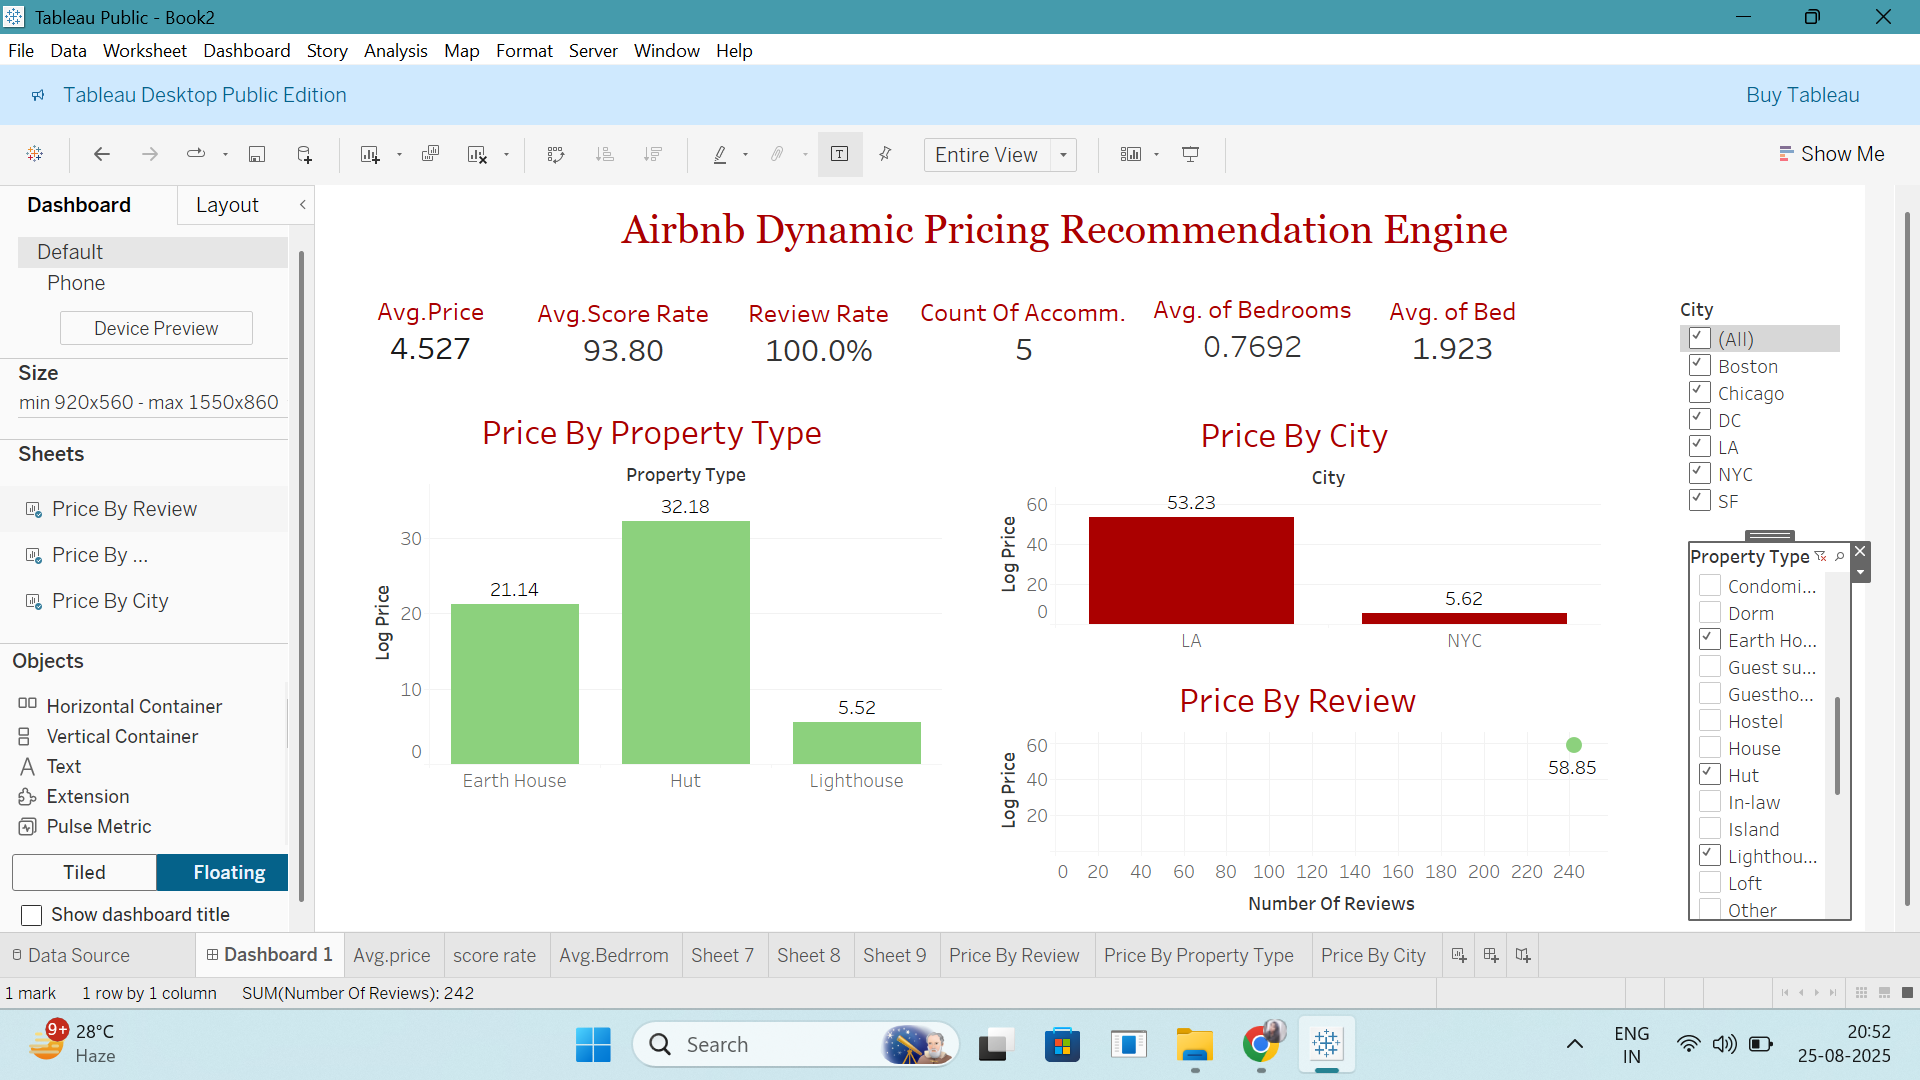 Tableau Public - Book2
File Data Worksheet Dashboard Story Analysis Map Format Server Window Help
Tableau Desktop Public Edition
Buy Tableau
Entire View
Show Me
Dashboard
Layout
Default
Phone
Device Preview
Size
min 920x560 - max 1550x860
Sheets
Price By Review
Price By ...
Price By City
Objects
Horizontal Container
Vertical Container
Text
Extension
Pulse Metric
Tiled
Floating
Show dashboard title
Airbnb Dynamic Pricing Recommendation Engine
Avg.Price
4.527
Avg.Score Rate
93.80
Review Rate
100.0%
Count Of Accomm.
5
Avg. of Bedrooms
0.7692
Avg. of Bed
1.923
Price By Property Type
Property Type
Log Price
30
20
10
0
21.14
32.18
5.52
Earth House
Hut
Lighthouse
Price By City
City
Log Price
60
40
20
0
53.23
5.62
LA
NYC
Price By Review
Log Price
60
40
20
58.85
0 20 40 60 80 100 120 140 160 180 200 220 240
Number Of Reviews
City
(All)
Boston
Chicago
DC
LA
NYC
SF
Property Type
Condomi...
Dorm
Earth Ho...
Guest su...
Guestho...
Hostel
House
Hut
In-law
Island
Lighthou...
Loft
Other
Data Source
Dashboard 1
Avg.price
score rate
Avg.Bedrrom
Sheet 7
Sheet 8
Sheet 9
Price By Review
Price By Property Type
Price By City
1 mark
1 row by 1 column
SUM(Number Of Reviews): 242
9+
28°C
Haze
Search
ENG
IN
20:52
25-08-2025